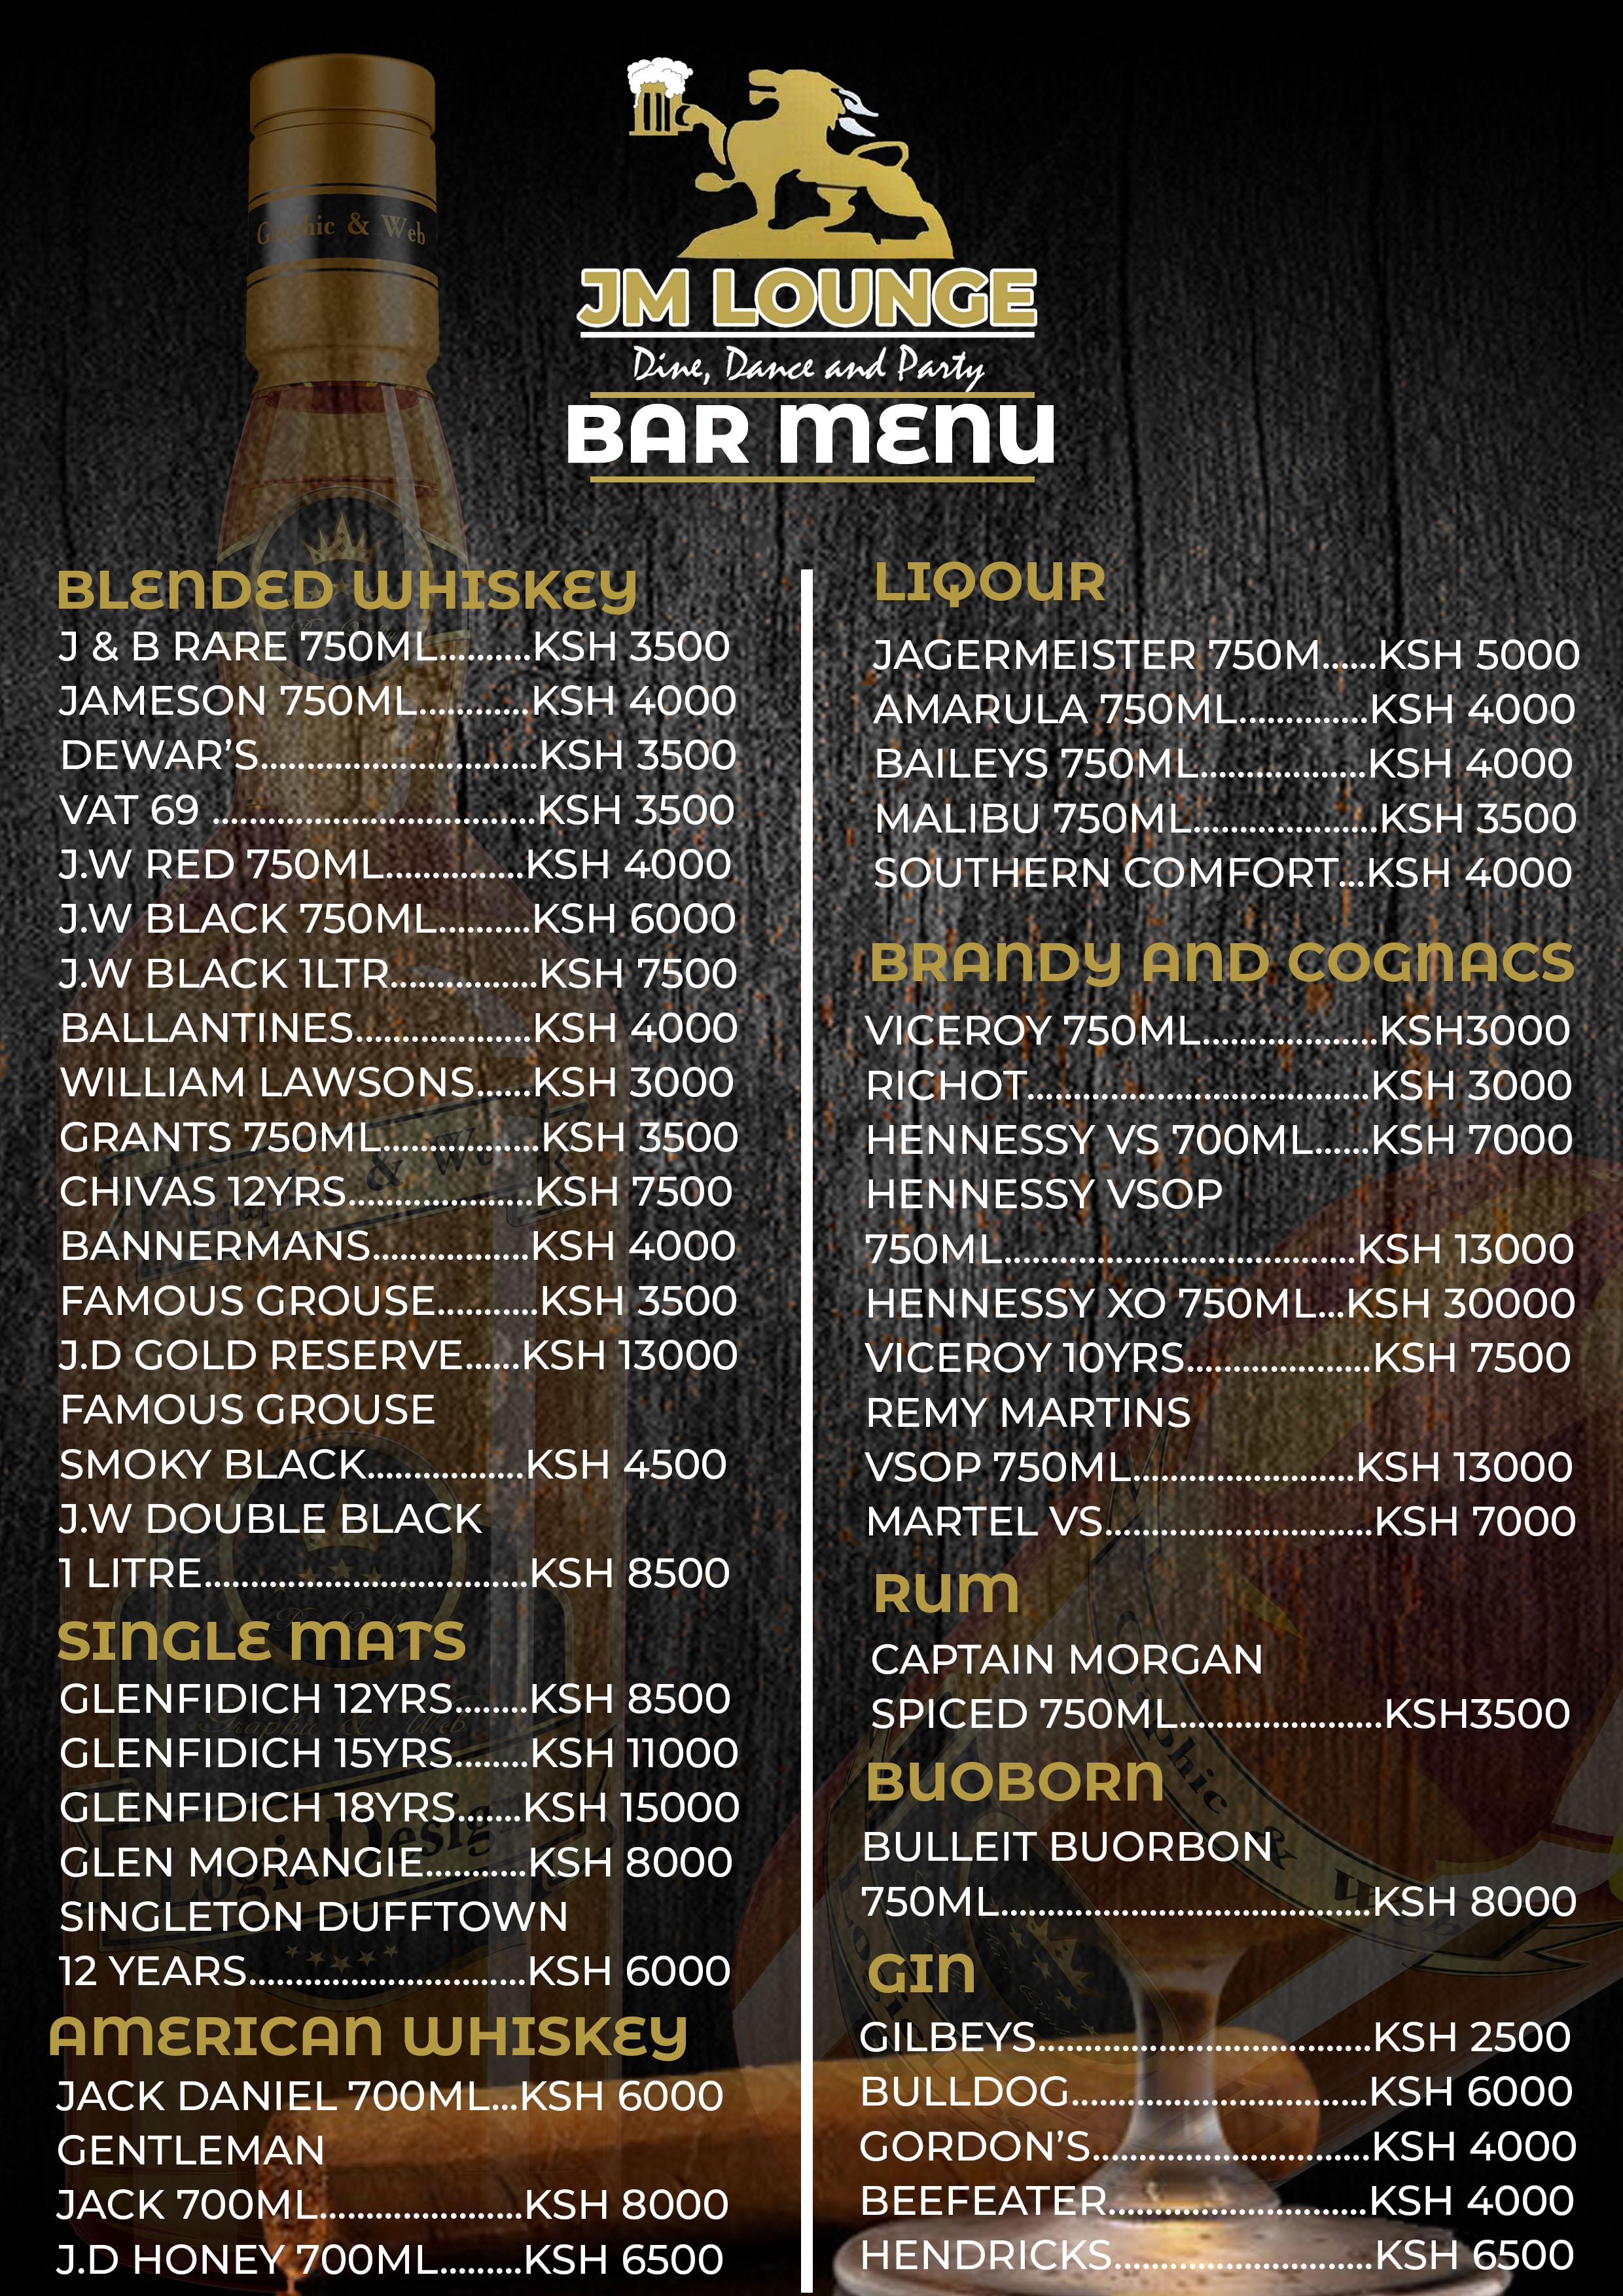 JM LOUNGE
Dine, Dance and Party
BAR MENU
BLENDED WHISKEY
J & B RARE 750ML..........KSH 3500
JAMESON 750ML............KSH 4000
DEWAR'S..............................KSH 3500
VAT 69 ...................................KSH 3500
J.W RED 750ML...............KSH 4000
J.W BLACK 750ML..........KSH 6000
J.W BLACK 1LTR................KSH 7500
BALLANTINES...................KSH 4000
WILLIAM LAWSONS......KSH 3000
GRANTS 750ML.................KSH 3500
CHIVAS 12YRS....................KSH 7500
BANNERMANS.................KSH 4000
FAMOUS GROUSE...........KSH 3500
J.D GOLD RESERVE......KSH 13000
FAMOUS GROUSE
SMOKY BLACK.................KSH 4500
J.W DOUBLE BLACK
1 LITRE...................................KSH 8500
SINGLE MATS
GLENFIDICH 12YRS........KSH 8500
GLENFIDICH 15YRS........KSH 11000
GLENFIDICH 18YRS.......KSH 15000
GLEN MORANGIE...........KSH 8000
SINGLETON DUFFTOWN
12 YEARS..............................KSH 6000
AMERICAN WHISKEY
JACK DANIEL 700ML...KSH 6000
GENTLEMAN
JACK 700ML......................KSH 8000
J.D HONEY 700ML.........KSH 6500
LIQOUR
JAGERMEISTER 750M......KSH 5000
AMARULA 750ML..............KSH 4000
BAILEYS 750ML..................KSH 4000
MALIBU 750ML....................KSH 3500
SOUTHERN COMFORT...KSH 4000
BRANDY AND COGNACS
VICEROY 750ML...................KSH3000
RICHOT.....................................KSH 3000
HENNESSY VS 700ML......KSH 7000
HENNESSY VSOP
750ML......................................KSH 13000
HENNESSY XO 750ML...KSH 30000
VICEROY 10YRS....................KSH 7500
REMY MARTINS
VSOP 750ML........................KSH 13000
MARTEL VS.............................KSH 7000
RUM
CAPTAIN MORGAN
SPICED 750ML......................KSH3500
BUOBORN
BULLEIT BUORBON
750ML........................................KSH 8000
GIN
GILBEYS....................................KSH 2500
BULLDOG................................KSH 6000
GORDON'S..............................KSH 4000
BEEFEATER............................KSH 4000
HENDRICKS............................KSH 6500
Graphic & Web